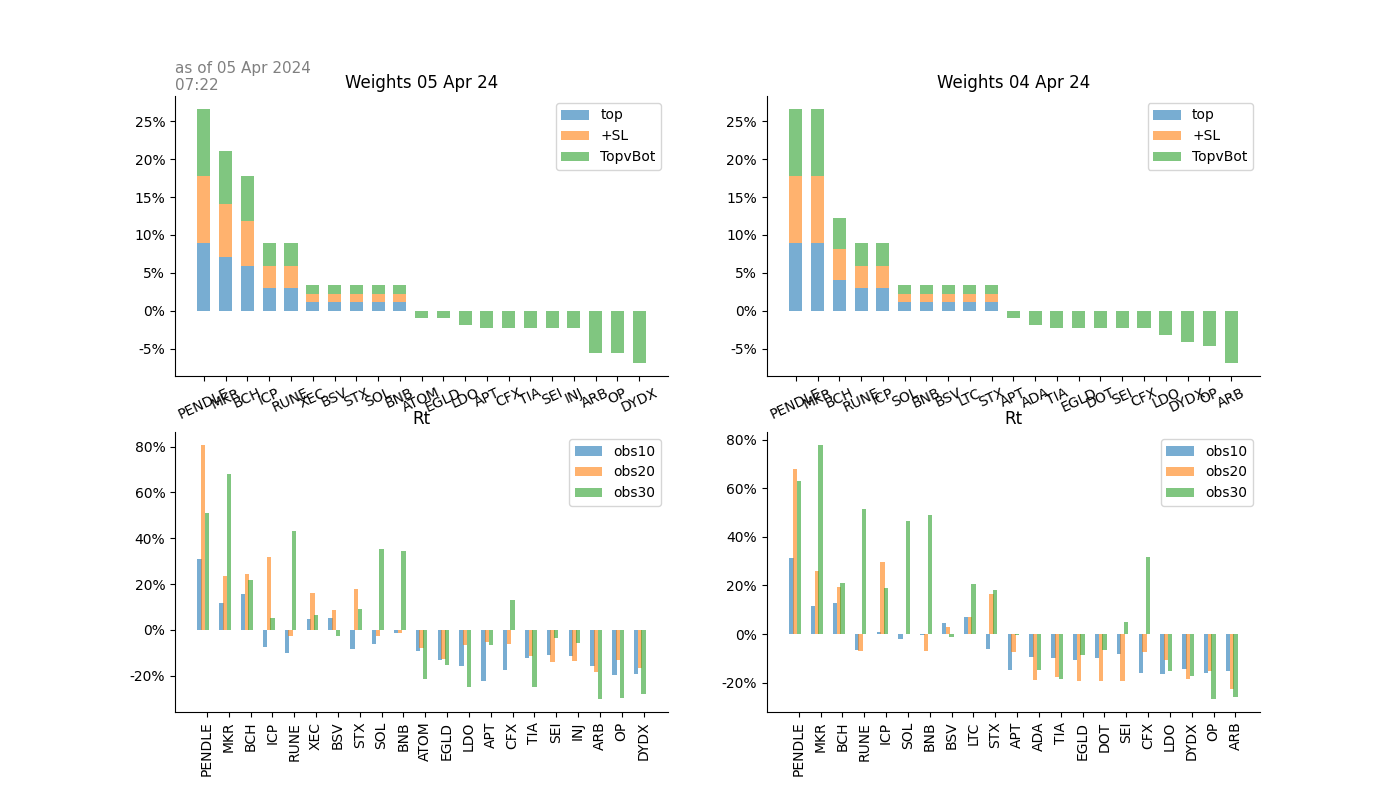 as of 05 Apr 2024
07:22
Weights 05 Apr 24
25%
20%
15%
10%
5%
0%
-5%
top
+SL
TopvBot
PENDLE MKR BCH ICP RUNE XEC BSV STX SOL BNB ATOM EGLD LDO APT CFX TIA SEI INJ ARB OP DYDX
Weights 04 Apr 24
25%
20%
15%
10%
5%
0%
-5%
top
+SL
TopvBot
PENDLE MKR BCH RUNE ICP SOL BNB BSV LTC STX APT ADA TIA EGLD DOT SEI CFX LDO DYDX OP ARB
Rt
80%
60%
40%
20%
0%
-20%
obs10
obs20
obs30
PENDLE MKR BCH ICP RUNE XEC BSV STX SOL BNB ATOM EGLD LDO APT CFX TIA SEI INJ ARB OP DYDX
Rt
80%
60%
40%
20%
0%
-20%
obs10
obs20
obs30
PENDLE MKR BCH RUNE ICP SOL BNB BSV LTC STX APT ADA TIA EGLD DOT SEI CFX LDO DYDX OP ARB